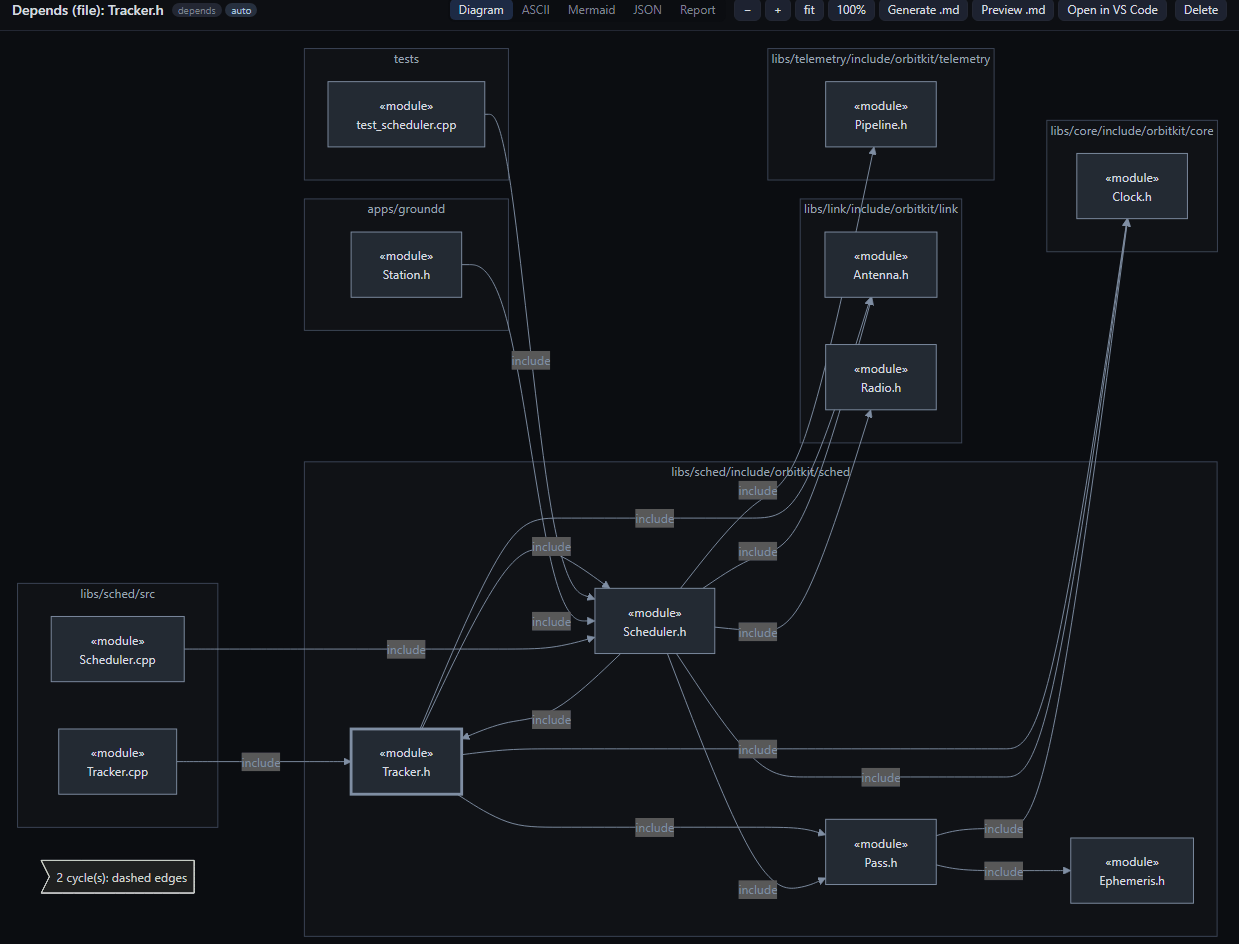 Depends (file): Tracker.h depends auto Diagram ASCII Mermaid JSON Report − + fit 100% Generate .md Preview .md Open in VS Code Delete
tests
«module»
test_scheduler.cpp
libs/telemetry/include/orbitkit/telemetry
«module»
Pipeline.h
libs/core/include/orbitkit/core
«module»
Clock.h
apps/groundd
«module»
Station.h
libs/link/include/orbitkit/link
«module»
Antenna.h
include
«module»
Radio.h
libs/sched/include/orbitkit/sched
include
include
include
include
libs/sched/src
«module»
Scheduler.cpp
include
include
«module»
Scheduler.h
include
include
«module»
Tracker.cpp
include
«module»
Tracker.h
include
include
include
«module»
Pass.h
include
include
«module»
Ephemeris.h
2 cycle(s): dashed edges
include